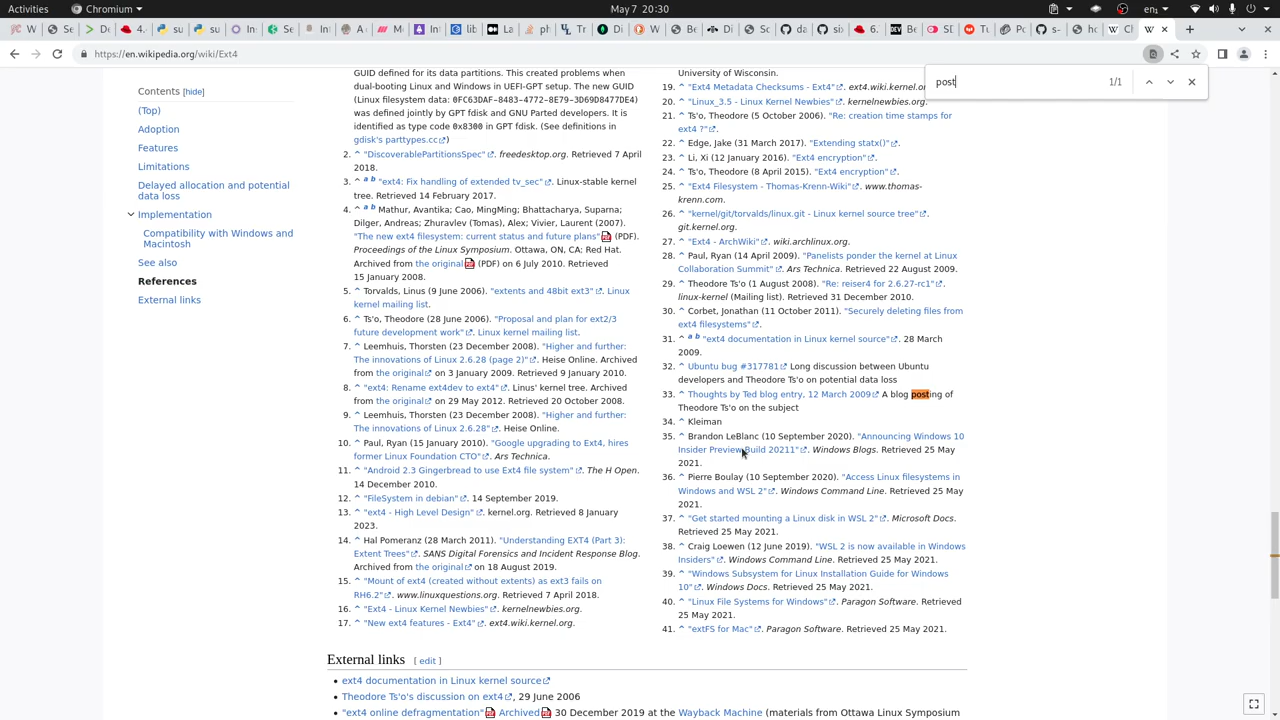 Activities
Chromium
May 7 20:30
en
https://en.wikipedia.org/wiki/Ext4
post
1/1
Contents [hide]
(Top)
Adoption
Features
Limitations
Delayed allocation and potential
data loss
Implementation
Compatibility with Windows and
Macintosh
See also
References
External links
GUID defined for its data partitions. This created problems when
dual-booting Linux and Windows in UEFI-GPT setup. The new GUID
(Linux filesystem data: 0FC63DAF-8483-4772-8E79-3D69D8477DE4)
was defined jointly by GPT fdisk and GNU Parted developers. It is
identified as type code 0x8300 in GPT fdisk. (See definitions in
gdisk's parttypes.cc)
2. ^ "DiscoverablePartitionsSpec". freedesktop.org. Retrieved 7 April
2018.
3. ^ a b "ext4: Fix handling of extended tv_sec". Linux-stable kernel
tree. Retrieved 14 February 2017.
4. ^ a b Mathur, Avantika; Cao, MingMing; Bhattacharya, Suparna;
Dilger, Andreas; Zhuravlev (Tomas), Alex; Vivier, Laurent (2007).
"The new ext4 filesystem: current status and future plans" (PDF).
Proceedings of the Linux Symposium. Ottawa, ON, CA: Red Hat.
Archived from the original (PDF) on 6 July 2010. Retrieved
15 January 2008.
5. ^ Torvalds, Linus (9 June 2006). "extents and 48bit ext3". Linux
kernel mailing list.
6. ^ Ts'o, Theodore (28 June 2006). "Proposal and plan for ext2/3
future development work". Linux kernel mailing list.
7. ^ Leemhuis, Thorsten (23 December 2008). "Higher and further:
The innovations of Linux 2.6.28 (page 2)". Heise Online. Archived
from the original on 3 January 2009. Retrieved 9 January 2010.
8. ^ "ext4: Rename ext4dev to ext4". Linus' kernel tree. Archived
from the original on 29 May 2012. Retrieved 20 October 2008.
9. ^ Leemhuis, Thorsten (23 December 2008). "Higher and further:
The innovations of Linux 2.6.28". Heise Online.
10. ^ Paul, Ryan (15 January 2010). "Google upgrading to Ext4, hires
former Linux Foundation CTO". Ars Technica.
11. ^ "Android 2.3 Gingerbread to use Ext4 file system". The H Open.
14 December 2010.
12. ^ "FileSystem in debian". 14 September 2019.
13. ^ "ext4 - High Level Design". kernel.org. Retrieved 8 January
2023.
14. ^ Hal Pomeranz (28 March 2011). "Understanding EXT4 (Part 3):
Extent Trees". SANS Digital Forensics and Incident Response Blog.
Archived from the original on 18 August 2019.
15. ^ "Mount of ext4 (created without extents) as ext3 fails on
RH6.2". www.linuxquestions.org. Retrieved 7 April 2018.
16. ^ "Ext4 - Linux Kernel Newbies". kernelnewbies.org.
17. ^ "New ext4 features - Ext4". ext4.wiki.kernel.org.
University of Wisconsin.
19. ^ "Ext4 Metadata Checksums - Ext4". ext4.wiki.kernel.or
20. ^ "Linux_3.5 - Linux Kernel Newbies". kernelnewbies.org.
21. ^ Ts'o, Theodore (5 October 2006). "Re: creation time stamps for
ext4 ?".
22. ^ Edge, Jake (31 March 2017). "Extending statx()".
23. ^ Li, Xi (12 January 2016). "Ext4 encryption".
24. ^ Ts'o, Theodore (8 April 2015). "Ext4 encryption".
25. ^ "Ext4 Filesystem - Thomas-Krenn-Wiki". www.thomas-
krenn.com.
26. ^ "kernel/git/torvalds/linux.git - Linux kernel source tree".
git.kernel.org.
27. ^ "Ext4 - ArchWiki". wiki.archlinux.org.
28. ^ Paul, Ryan (14 April 2009). "Panelists ponder the kernel at Linux
Collaboration Summit". Ars Technica. Retrieved 22 August 2009.
29. ^ Theodore Ts'o (1 August 2008). "Re: reiser4 for 2.6.27-rc1".
linux-kernel (Mailing list). Retrieved 31 December 2010.
30. ^ Corbet, Jonathan (11 October 2011). "Securely deleting files from
ext4 filesystems".
31. ^ a b "ext4 documentation in Linux kernel source". 28 March
2009.
32. ^ Ubuntu bug #317781 Long discussion between Ubuntu
developers and Theodore Ts'o on potential data loss
33. ^ Thoughts by Ted blog entry, 12 March 2009 A blog posting of
Theodore Ts'o on the subject
34. ^ Kleiman
35. ^ Brandon LeBlanc (10 September 2020). "Announcing Windows 10
Insider Preview Build 20211". Windows Blogs. Retrieved 25 May
2021.
36. ^ Pierre Boulay (10 September 2020). "Access Linux filesystems in
Windows and WSL 2". Windows Command Line. Retrieved 25 May
2021.
37. ^ "Get started mounting a Linux disk in WSL 2". Microsoft Docs.
Retrieved 25 May 2021.
38. ^ Craig Loewen (12 June 2019). "WSL 2 is now available in Windows
Insiders". Windows Command Line. Retrieved 25 May 2021.
39. ^ "Windows Subsystem for Linux Installation Guide for Windows
10". Windows Docs. Retrieved 25 May 2021.
40. ^ "Linux File Systems for Windows". Paragon Software. Retrieved
25 May 2021.
41. ^ "extFS for Mac". Paragon Software. Retrieved 25 May 2021.
External links [ edit ]
• ext4 documentation in Linux kernel source
• Theodore Ts'o's discussion on ext4, 29 June 2006
• "ext4 online defragmentation" Archived 30 December 2019 at the Wayback Machine (materials from Ottawa Linux Symposium